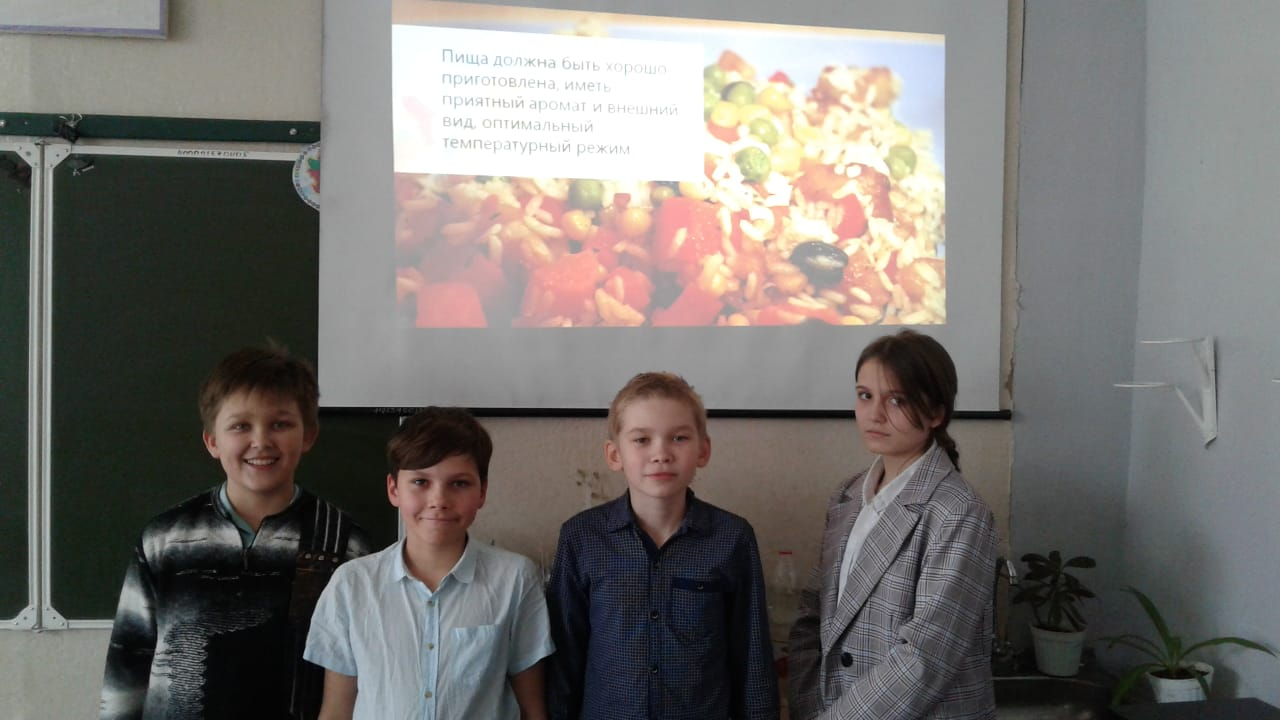 Пища должна быть хорошо
приготовлена, иметь
приятный аромат и внешний
вид, оптимальный
температурный режим